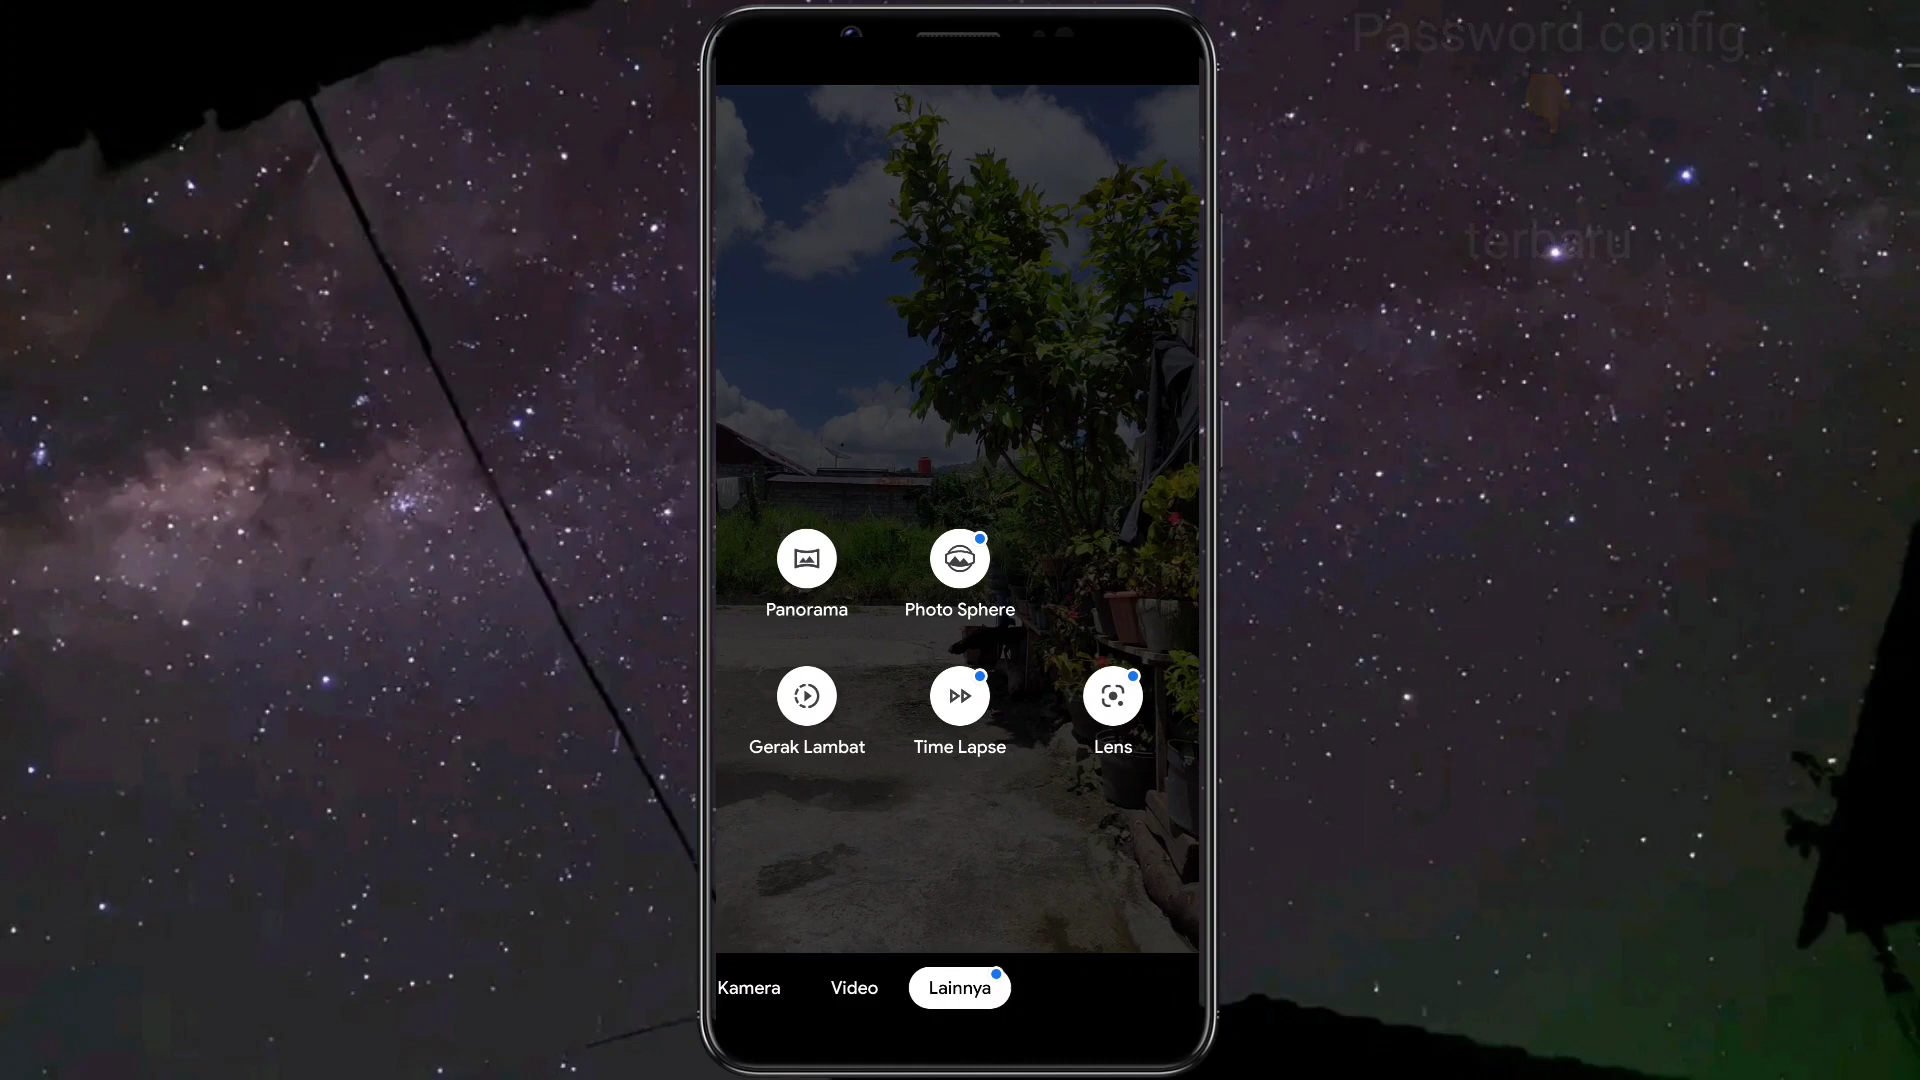 Password config
terbaru
Panorama
Photo Sphere
Gerak Lambat
Time Lapse
Lens
Kamera
Video
Lainnya